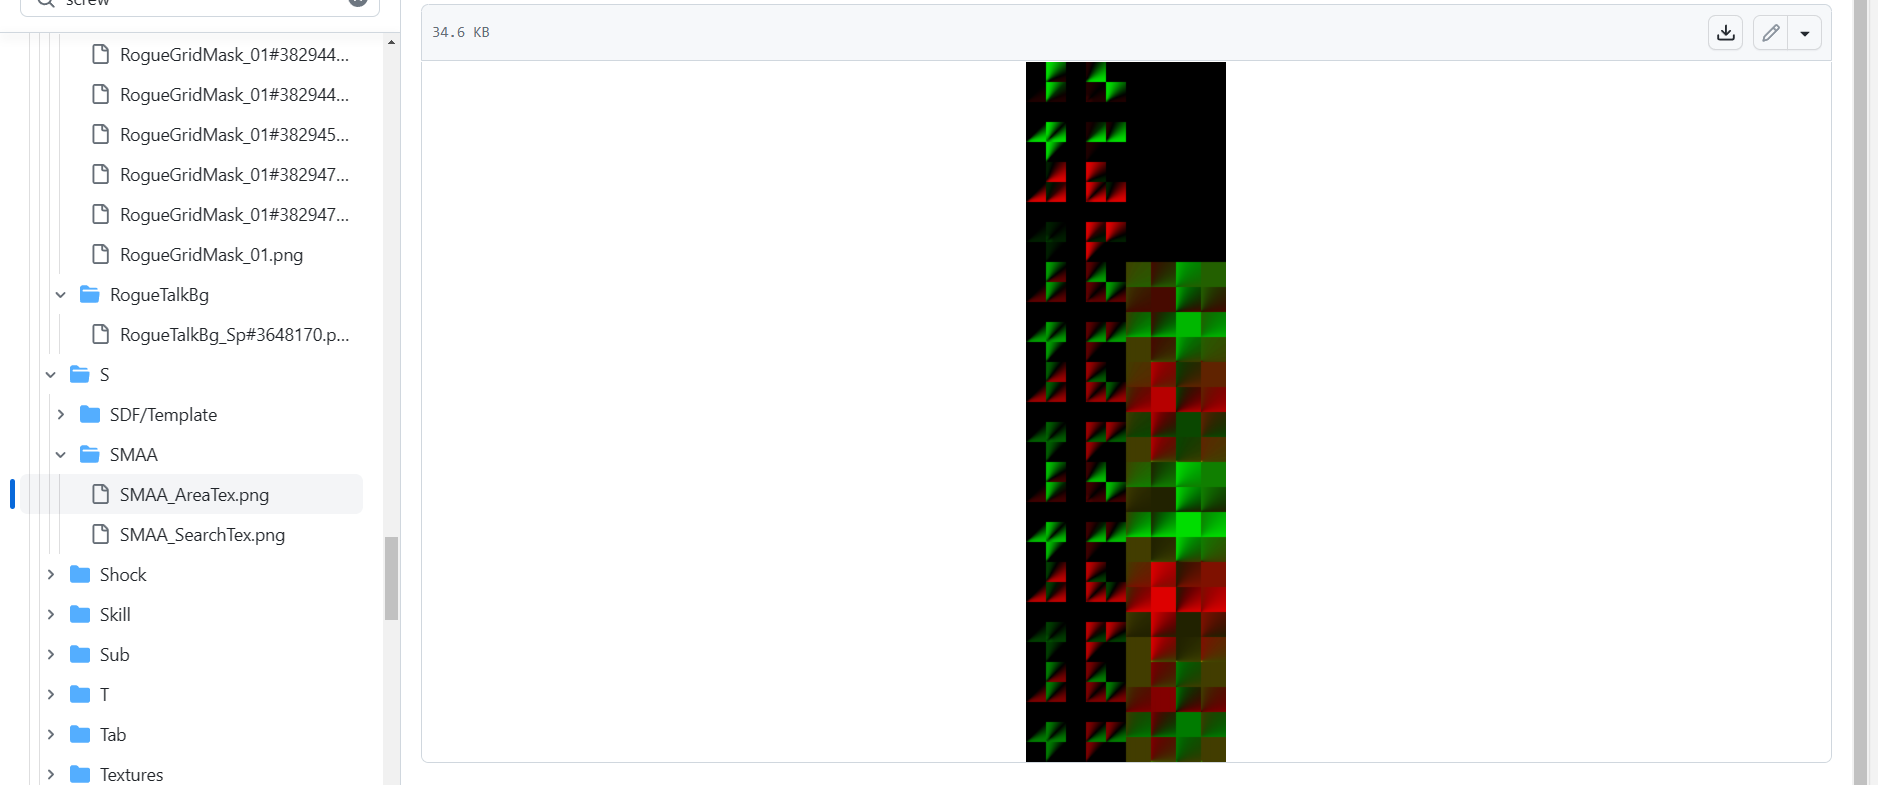 screw
RogueGridMask_01#382944...
RogueGridMask_01#382944...
RogueGridMask_01#382945...
RogueGridMask_01#382947...
RogueGridMask_01#382947...
RogueGridMask_01.png
RogueTalkBg
RogueTalkBg_Sp#3648170.p...
S
SDF/Template
SMAA
SMAA_AreaTex.png
SMAA_SearchTex.png
Shock
Skill
Sub
T
Tab
Textures
34.6 KB